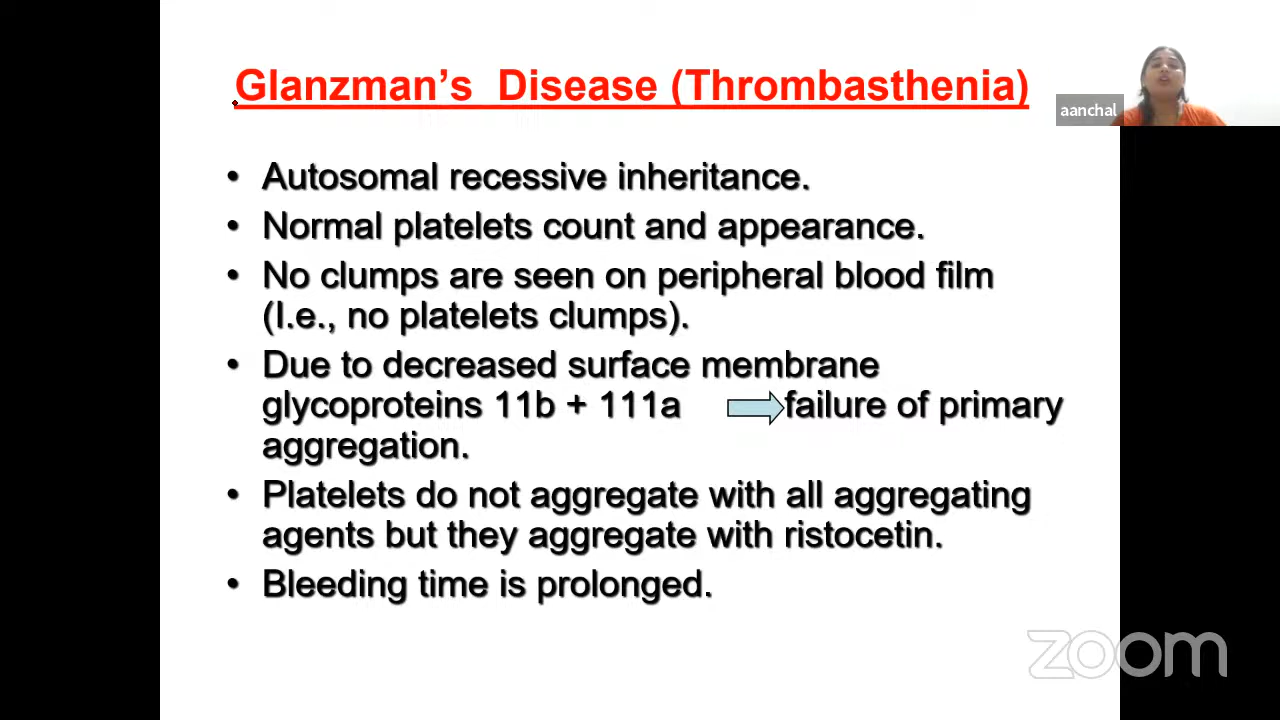 Glanzman's Disease (Thrombasthenia)
aanchal
• Autosomal recessive inheritance.
• Normal platelets count and appearance.
• No clumps are seen on peripheral blood film
(I.e., no platelets clumps).
• Due to decreased surface membrane
glycoproteins 11b + 111a failure of primary
aggregation.
• Platelets do not aggregate with all aggregating
agents but they aggregate with ristocetin.
• Bleeding time is prolonged.
zoom